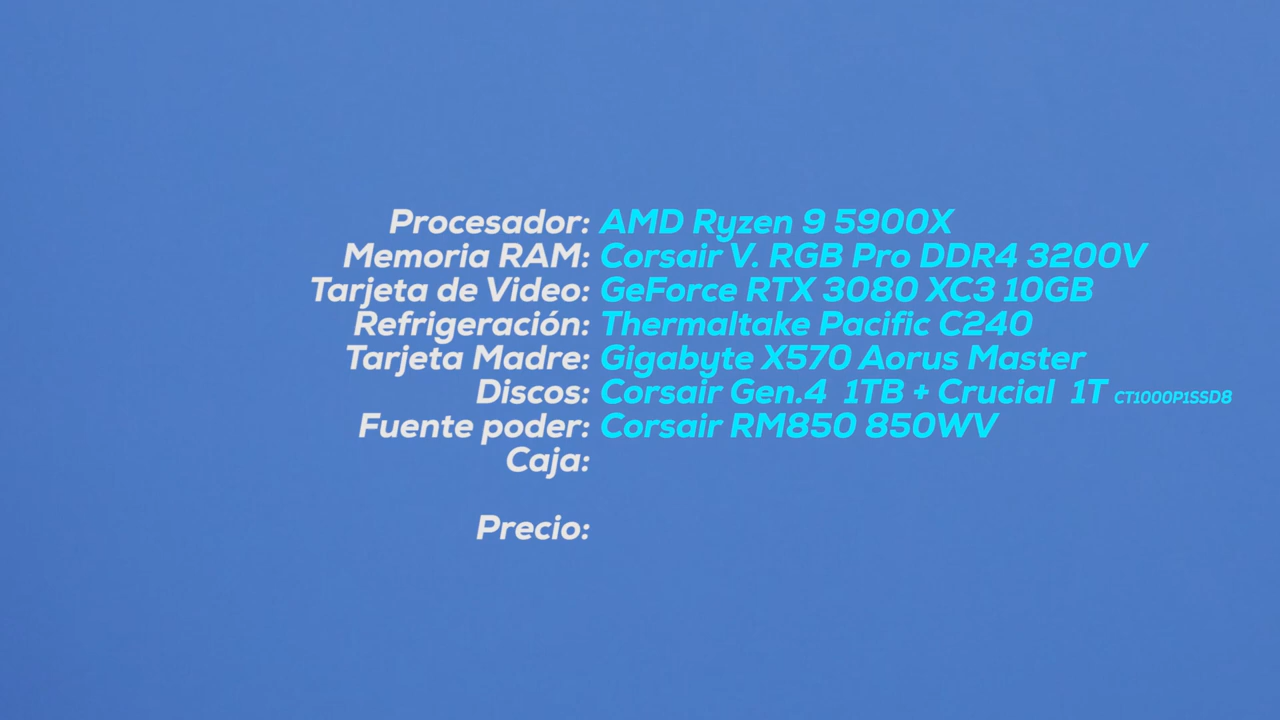 Procesador: AMD Ryzen 9 5900X
Memoria RAM: Corsair V. RGB Pro DDR4 3200V
Tarjeta de Video: GeForce RTX 3080 XC3 10GB
Refrigeración: Thermaltake Pacific C240
Tarjeta Madre: Gigabyte X570 Aorus Master
Discos: Corsair Gen.4 1TB + Crucial 1T CT1000P1SSD8
Fuente poder: Corsair RM850 850WV
Caja:
Precio: